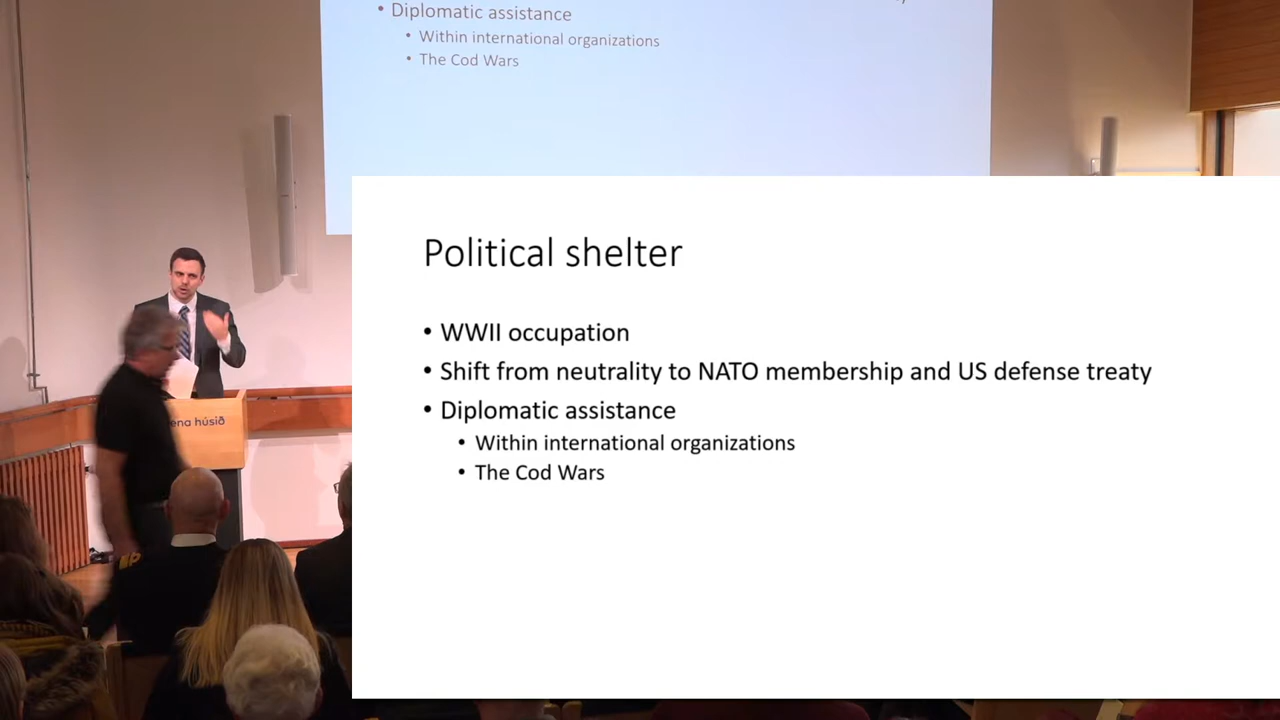 • Diplomatic assistance
• Within international organizations
• The Cod Wars
Political shelter
• WWII occupation
• Shift from neutrality to NATO membership and US defense treaty
• Diplomatic assistance
• Within international organizations
• The Cod Wars
húsið